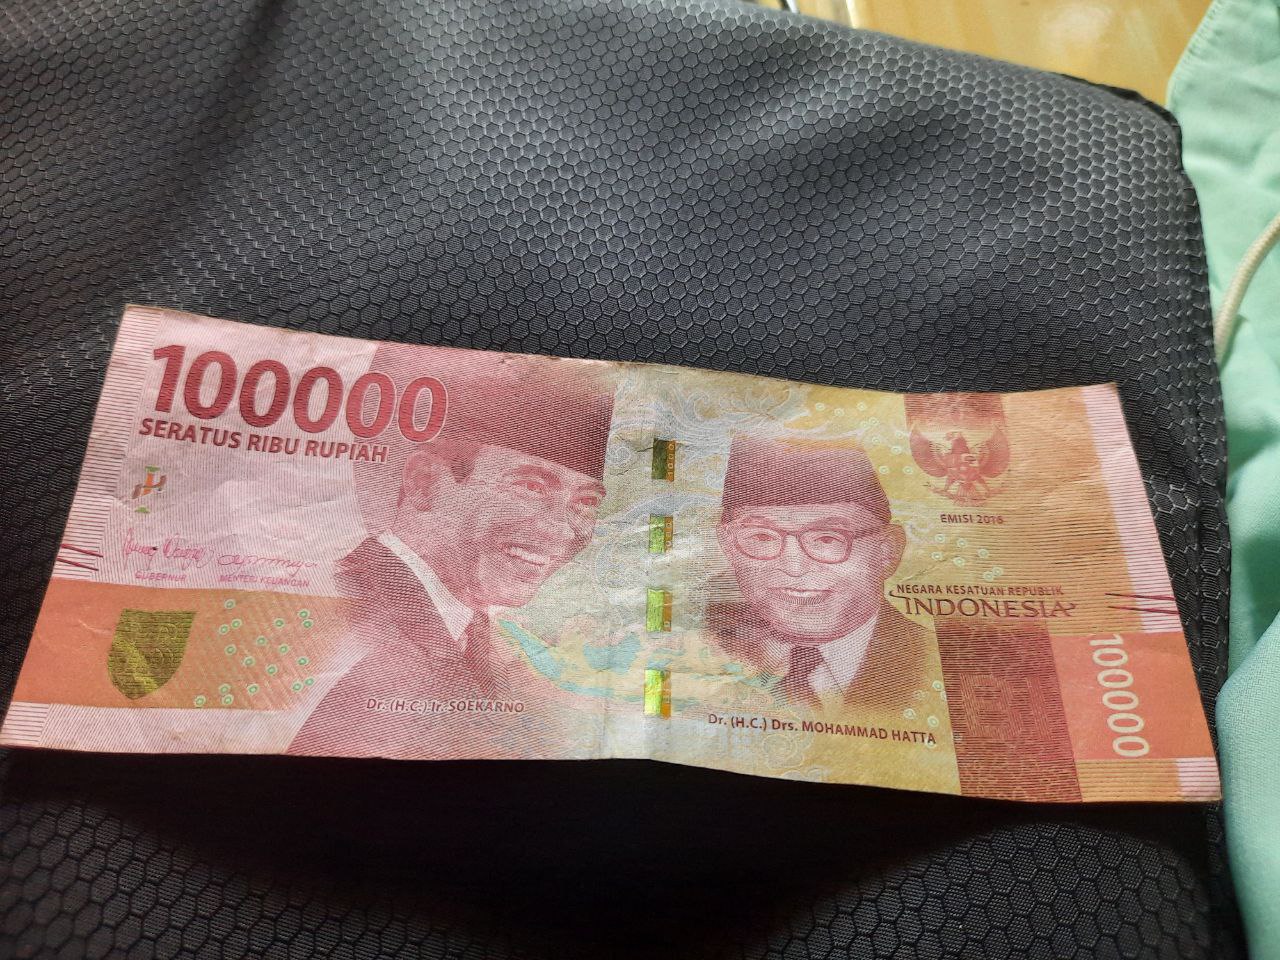 100000
SERATUS RIBU RUPIAH
GUBERNUR
MENTERI KEUANGAN
Dr. (H.C.) Ir. SOEKARNO
Dr. (H.C.) Drs. MOHAMMAD HATTA
EMISI 2016
NEGARA KESATUAN REPUBLIK
INDONESIA
100000